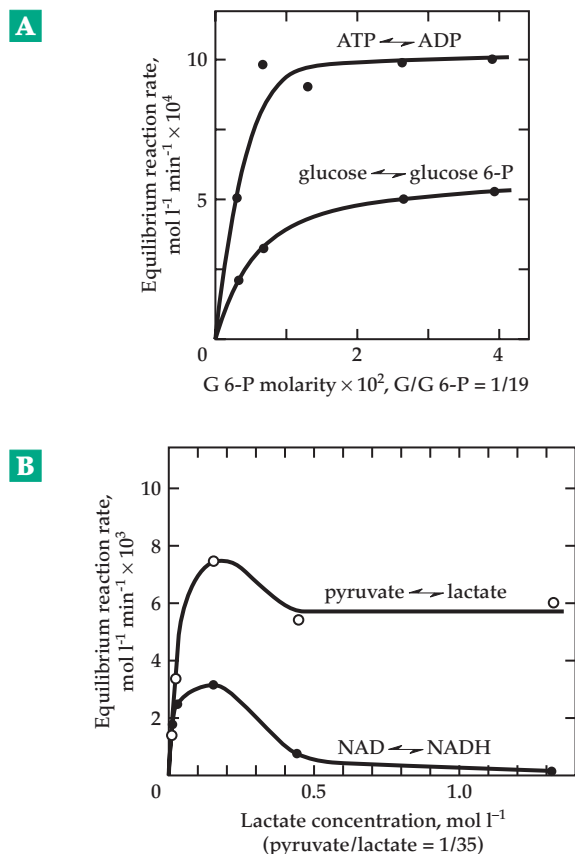 A
Equilibrium reaction rate,
mol l⁻¹ min⁻¹ × 10⁴
10
5
0
ATP ⇌ ADP
glucose ⇌ glucose 6-P
2
4
G 6-P molarity × 10², G/G 6-P = 1/19
B
Equilibrium reaction rate,
mol l⁻¹ min⁻¹ × 10³
10
8
6
4
2
0
pyruvate ⇌ lactate
NAD ⇌ NADH
0.5
1.0
Lactate concentration, mol l⁻¹
(pyruvate/lactate = 1/35)